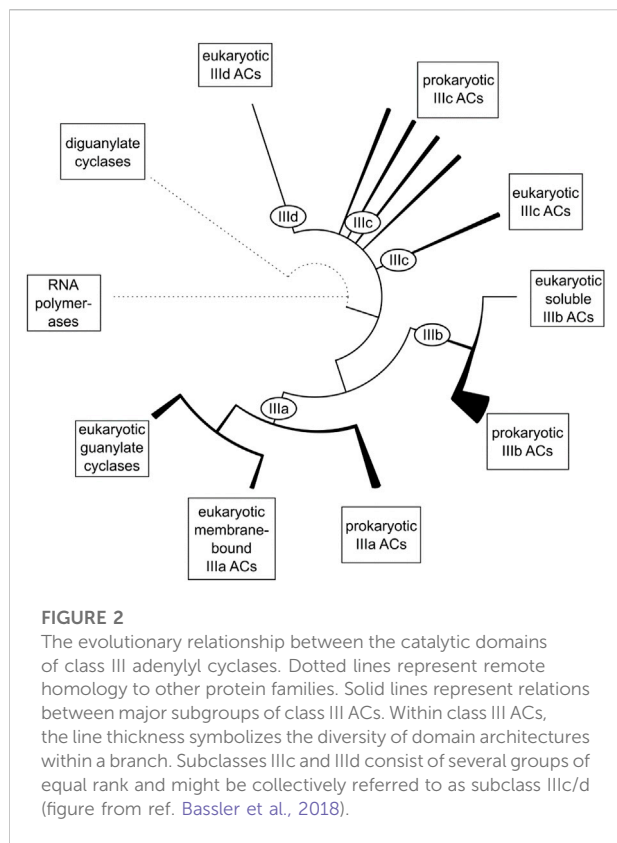 eukaryotic
IIId ACs
prokaryotic
IIIc ACs
diguanylate
cyclases
IIId
IIIc
eukaryotic
IIIc ACs
IIIc
RNA
polymer-
ases
eukaryotic
soluble
IIIb ACs
IIIb
IIIa
eukaryotic
guanylate
cyclases
prokaryotic
IIIb ACs
eukaryotic
membrane-
bound
IIIa ACs
prokaryotic
IIIa ACs
FIGURE 2
The evolutionary relationship between the catalytic domains
of class III adenylyl cyclases. Dotted lines represent remote
homology to other protein families. Solid lines represent relations
between major subgroups of class III ACs. Within class III ACs,
the line thickness symbolizes the diversity of domain architectures
within a branch. Subclasses IIIc and IIId consist of several groups of
equal rank and might be collectively referred to as subclass IIIc/d
(figure from ref. Bassler et al., 2018).